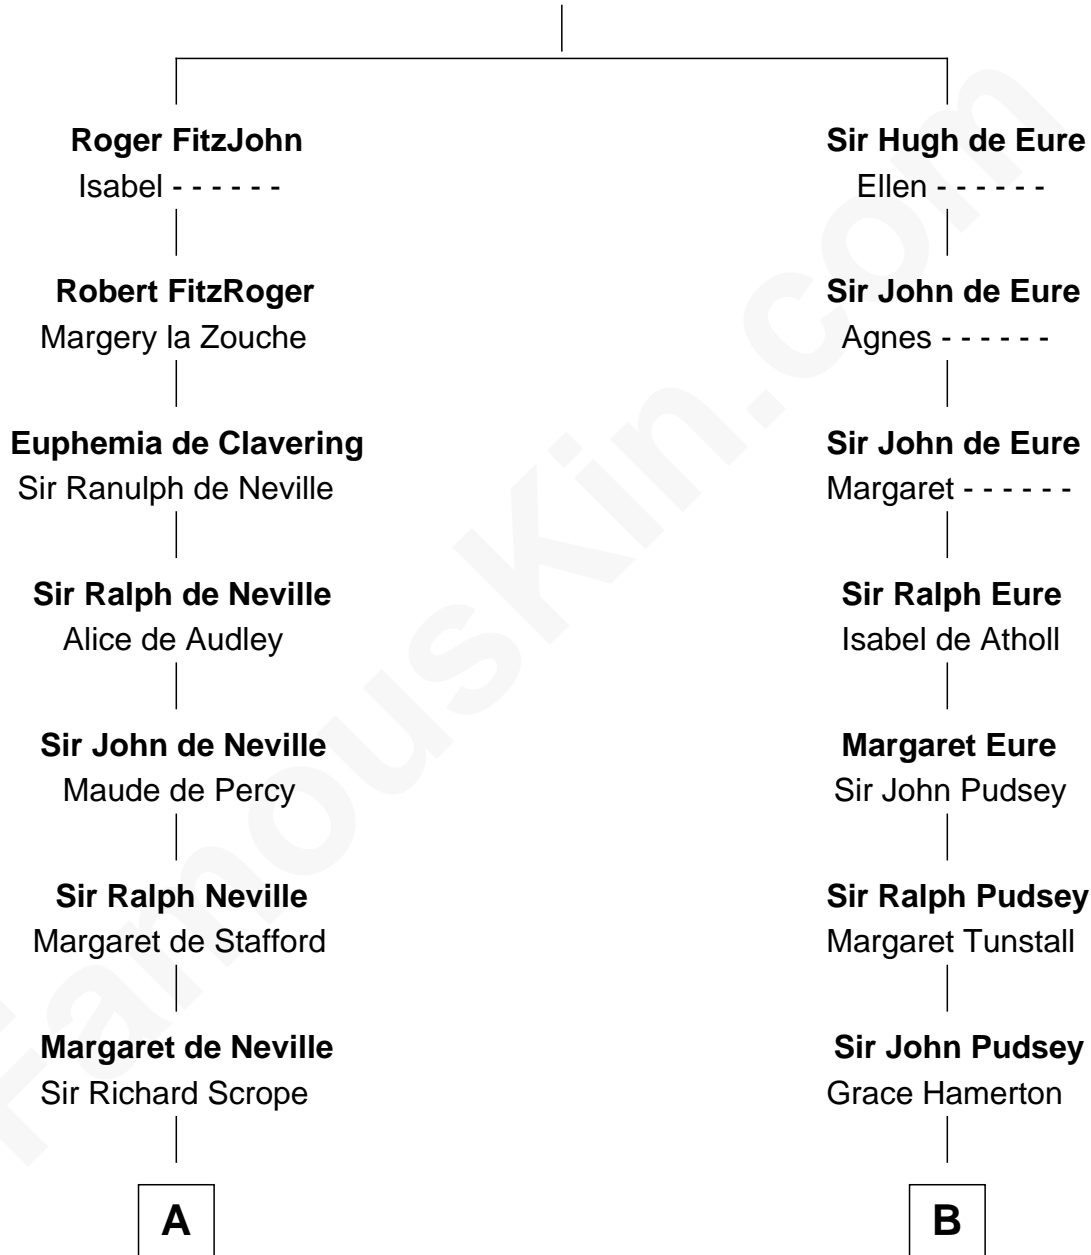 Roger FitzJohn
Isabel - - - - - -
Robert FitzRoger
Margery la Zouche
Euphemia de Clavering
Sir Ranulph de Neville
Sir Ralph de Neville
Alice de Audley
Sir John de Neville
Maude de Percy
Sir Ralph Neville
Margaret de Stafford
Margaret de Neville
Sir Richard Scrope
A
Sir Hugh de Eure
Ellen - - - - - -
Sir John de Eure
Agnes - - - - - -
Sir John de Eure
Margaret - - - - - -
Sir Ralph Eure
Isabel de Atholl
Margaret Eure
Sir John Pudsey
Sir Ralph Pudsey
Margaret Tunstall
Sir John Pudsey
Grace Hamerton
B
FamousKin.com